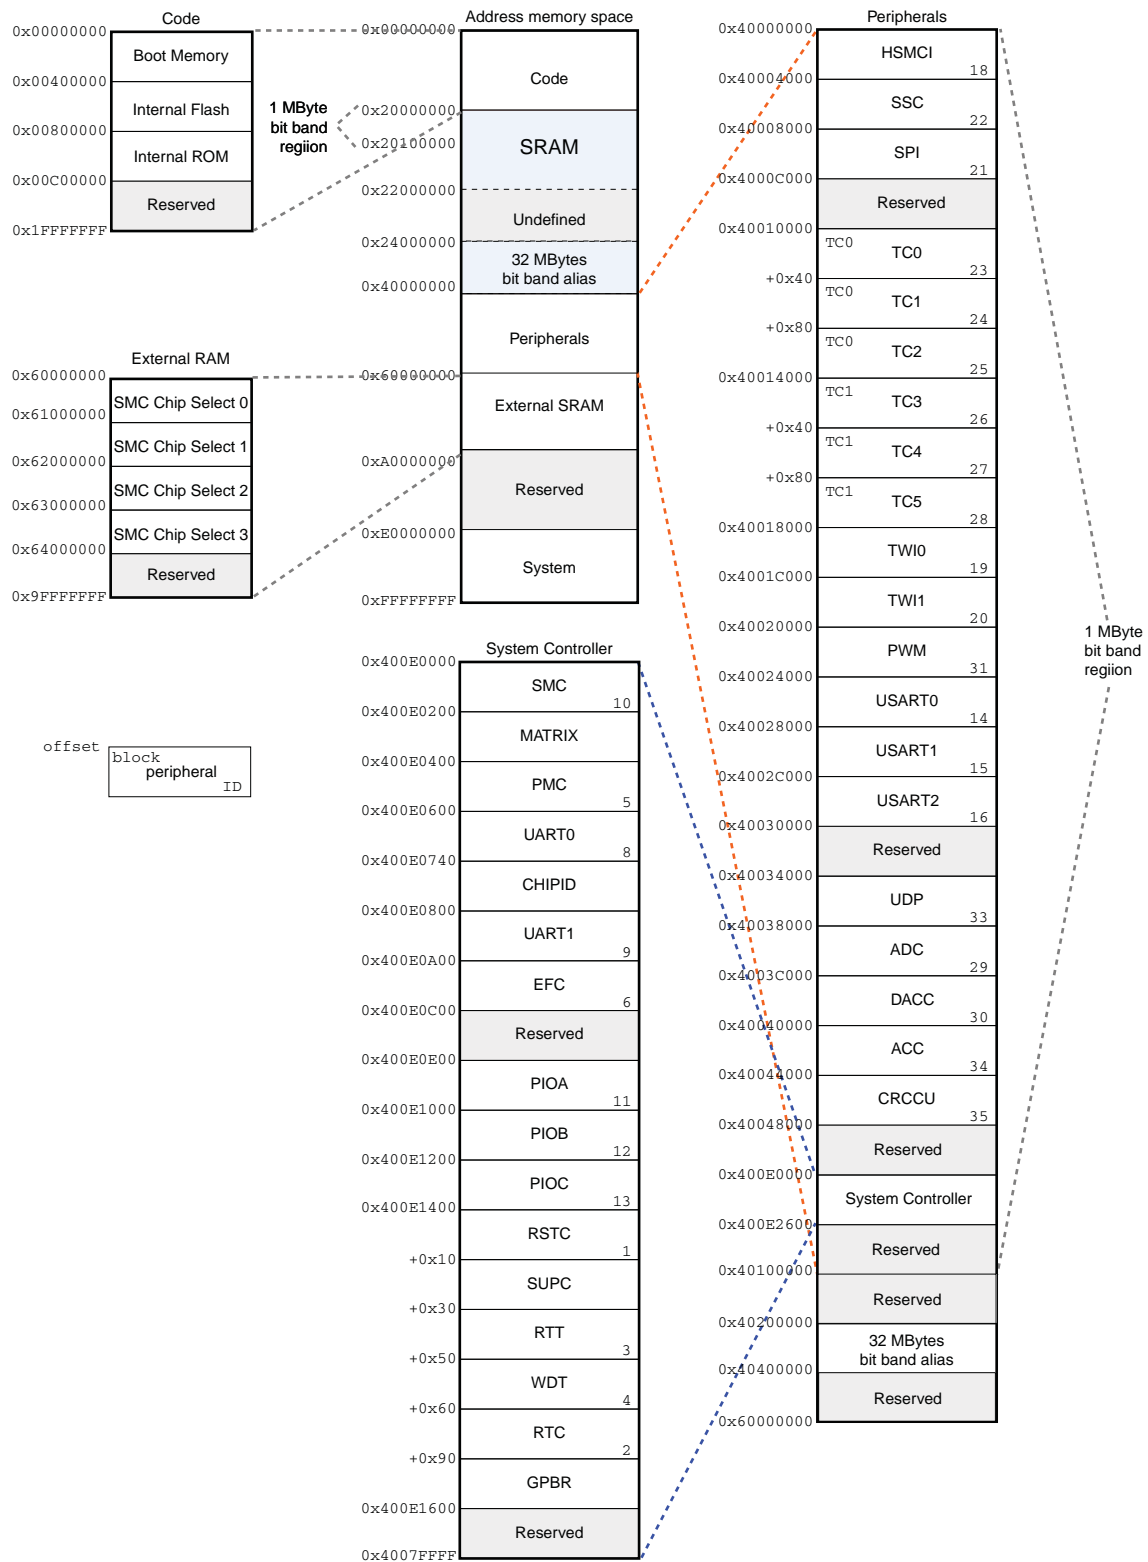 Code
0x00000000
Boot Memory
0x00400000
Internal Flash
0x00800000
Internal ROM
0x00C00000
Reserved
0x1FFFFFFF
1 MByte
bit band
regiion
External RAM
0x60000000
SMC Chip Select 0
0x61000000
SMC Chip Select 1
0x62000000
SMC Chip Select 2
0x63000000
SMC Chip Select 3
0x64000000
Reserved
0x9FFFFFFF
offset
block
peripheral
ID
Address memory space
0x00000000
Code
0x20000000
0x20100000
SRAM
0x22000000
Undefined
0x24000000
32 MBytes
bit band alias
0x40000000
Peripherals
0x60000000
External SRAM
0xA0000000
Reserved
0xE0000000
System
0xFFFFFFFF
System Controller
0x400E0000
SMC
10
0x400E0200
MATRIX
0x400E0400
PMC
5
0x400E0600
UART0
8
0x400E0740
CHIPID
0x400E0800
UART1
9
0x400E0A00
EFC
6
0x400E0C00
Reserved
0x400E0E00
PIOA
11
0x400E1000
PIOB
12
0x400E1200
PIOC
13
0x400E1400
RSTC
1
+0x10
SUPC
+0x30
RTT
3
+0x50
WDT
4
+0x60
RTC
2
+0x90
GPBR
0x400E1600
Reserved
0x4007FFFF
Peripherals
0x40000000
HSMCI
18
0x40004000
SSC
22
0x40008000
SPI
21
0x4000C000
Reserved
0x40010000
TC0
TC0
23
+0x40
TC0
TC1
24
+0x80
TC0
TC2
25
0x40014000
TC1
TC3
26
+0x40
TC1
TC4
27
+0x80
TC1
TC5
28
0x40018000
TWI0
19
0x4001C000
TWI1
20
0x40020000
PWM
31
0x40024000
USART0
14
0x40028000
USART1
15
0x4002C000
USART2
16
0x40030000
Reserved
0x40034000
UDP
33
0x40038000
ADC
29
0x4003C000
DACC
30
0x40040000
ACC
34
0x40044000
CRCCU
35
0x40048000
Reserved
0x400E0000
System Controller
0x400E2600
Reserved
0x40100000
Reserved
0x40200000
32 MBytes
bit band alias
0x40400000
Reserved
0x60000000
1 MByte
bit band
regiion